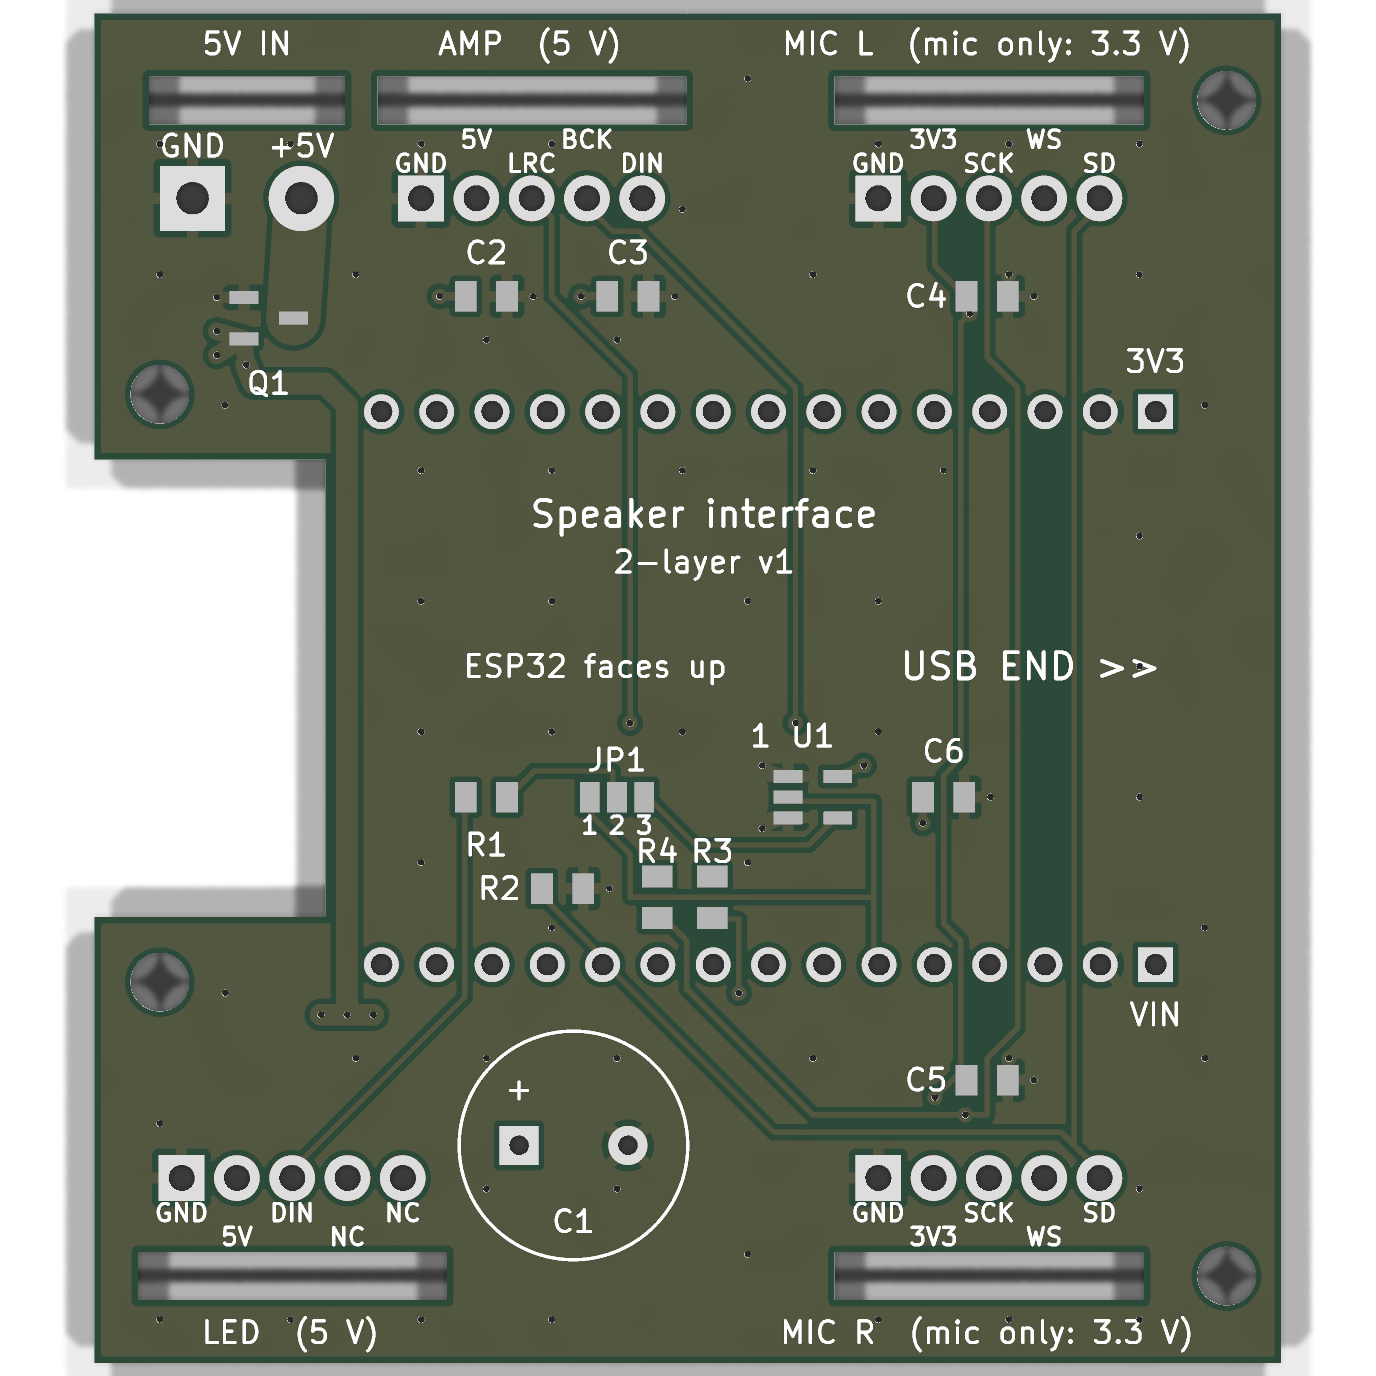 5V IN
AMP (5 V)
MIC L (mic only: 3.3 V)
GND +5V
5V BCK
GND LRC DIN
3V3 WS
GND SCK SD
C2 C3
C4
Q1
3V3
Speaker interface
2-layer v1
ESP32 faces up
USB END >>
1 U1
C6
JP1
1 2 3
R1
R4 R3
R2
VIN
C5
+
GND DIN NC
5V NC
C1
GND SCK SD
3V3 WS
LED (5 V)
MIC R (mic only: 3.3 V)